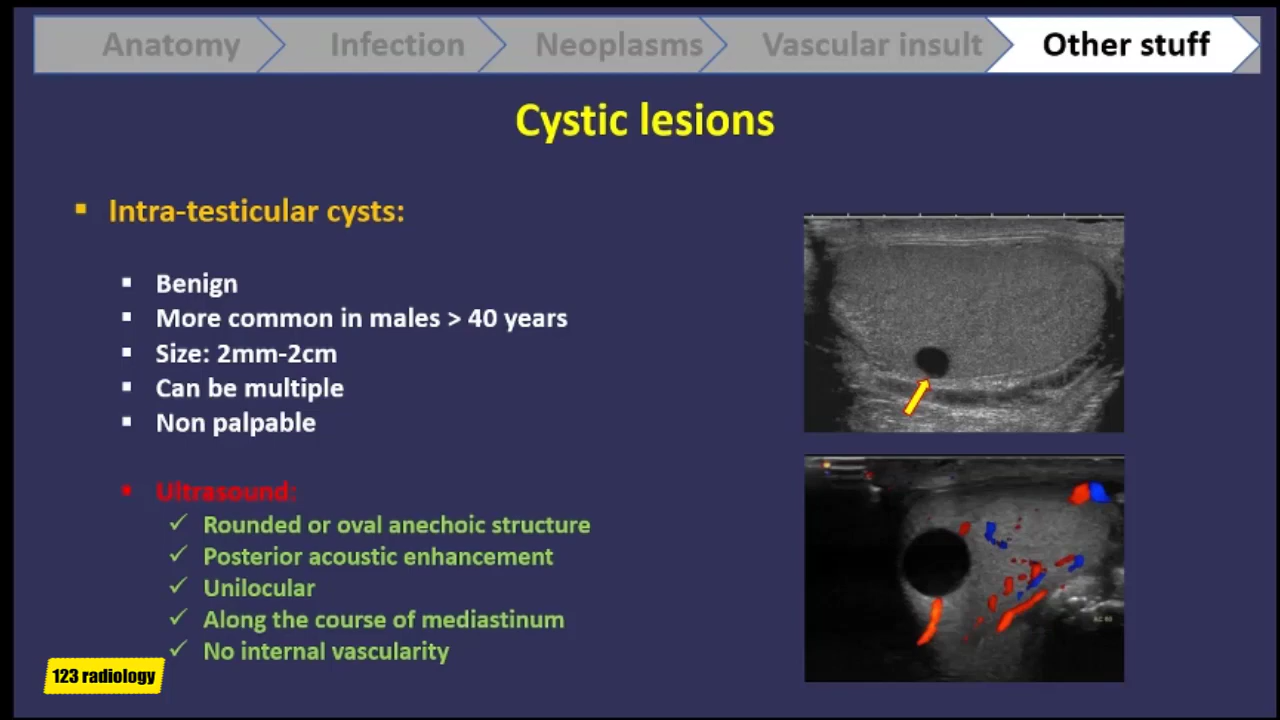 Anatomy
Infection
Neoplasms
Vascular insult
Other stuff
Cystic lesions
Intra-testicular cysts:
Benign
More common in males > 40 years
Size: 2mm-2cm
Can be multiple
Non palpable
Ultrasound:
Rounded or oval anechoic structure
Posterior acoustic enhancement
Unilocular
Along the course of mediastinum
No internal vascularity
123 radiology